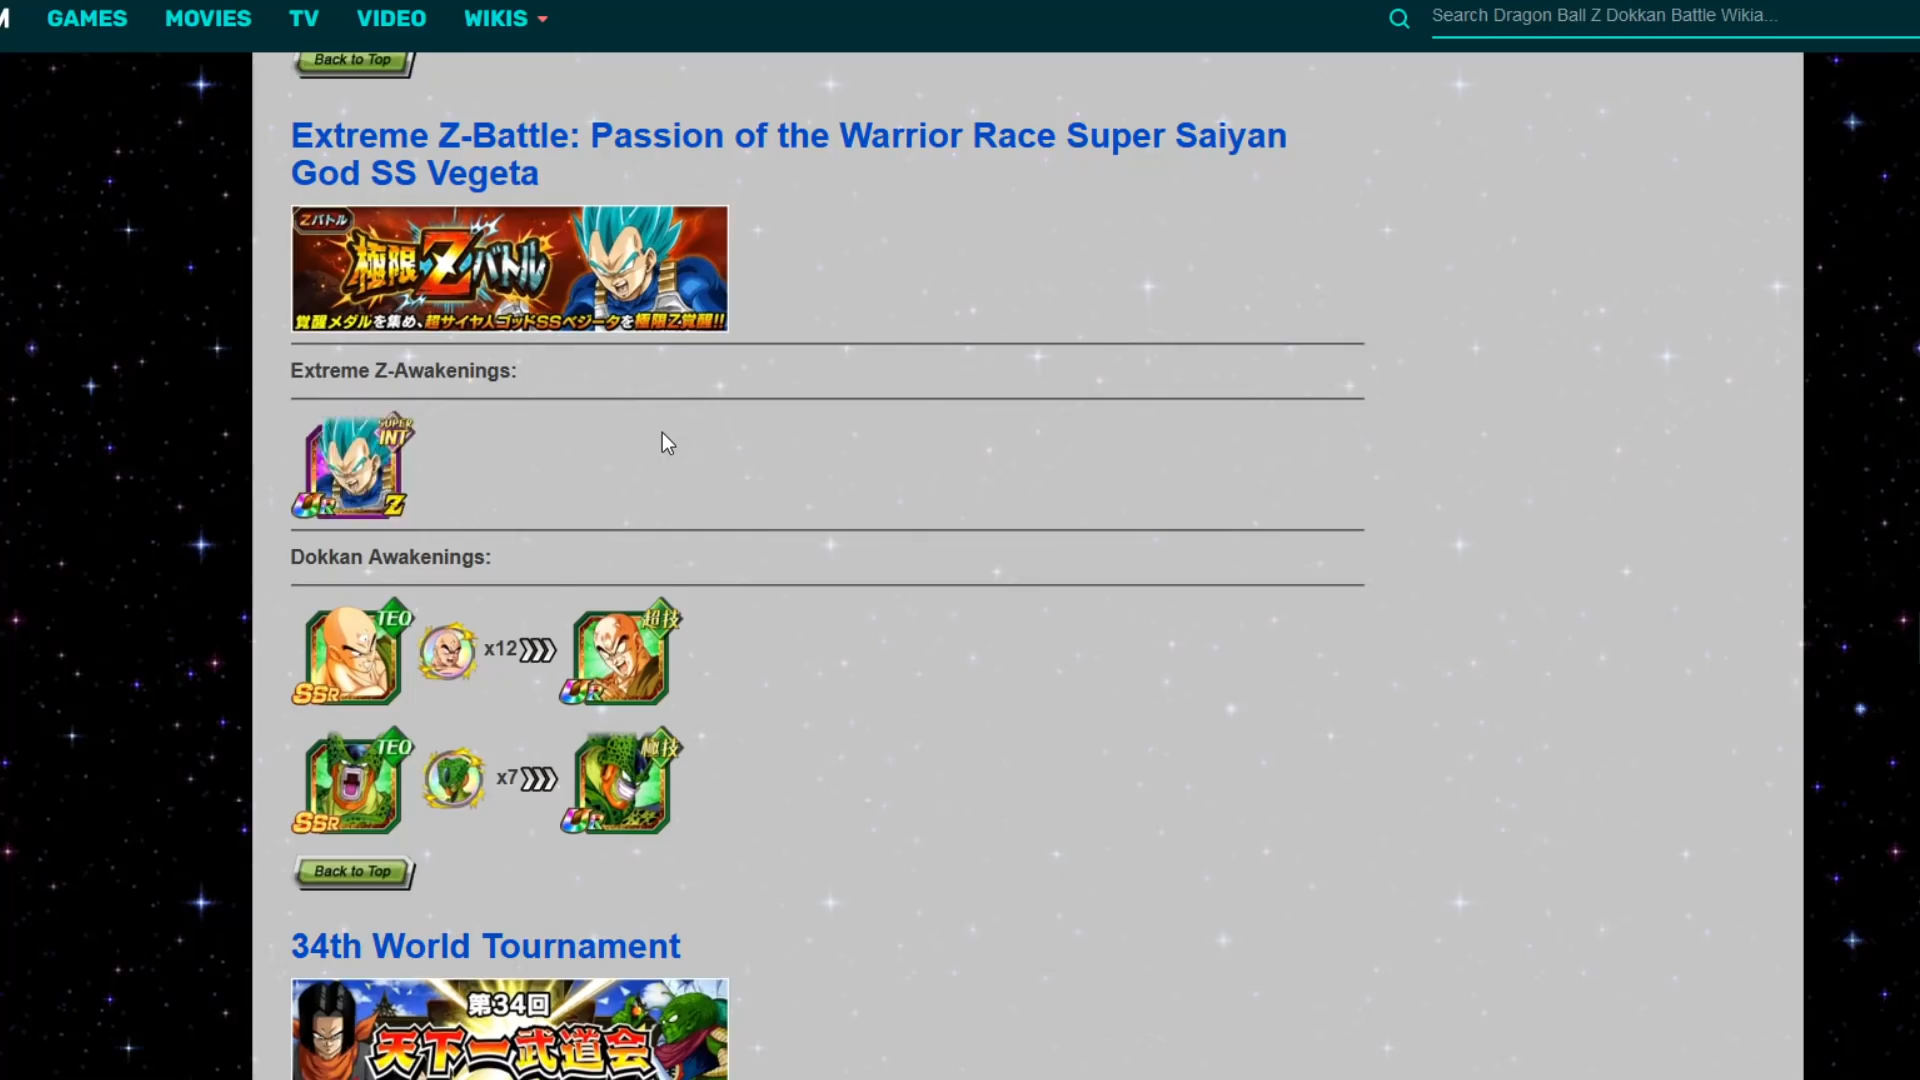 M GAMES MOVIES TV VIDEO WIKIS Search Dragon Ball Z Dokkan Battle Wikia...
Back to Top
Extreme Z-Battle: Passion of the Warrior Race Super Saiyan
God SS Vegeta
Zバトル
極限Zバトル
覚醒メダルを集め、超サイヤ人ゴッドSSベジータを極限Z覚醒!!
Extreme Z-Awakenings:
SUPER
INT
UR Z
Dokkan Awakenings:
TEQ 超技
x12
SSR UR
TEQ 極技
x7
SSR UR
Back to Top
34th World Tournament
第34回
天下一武道会